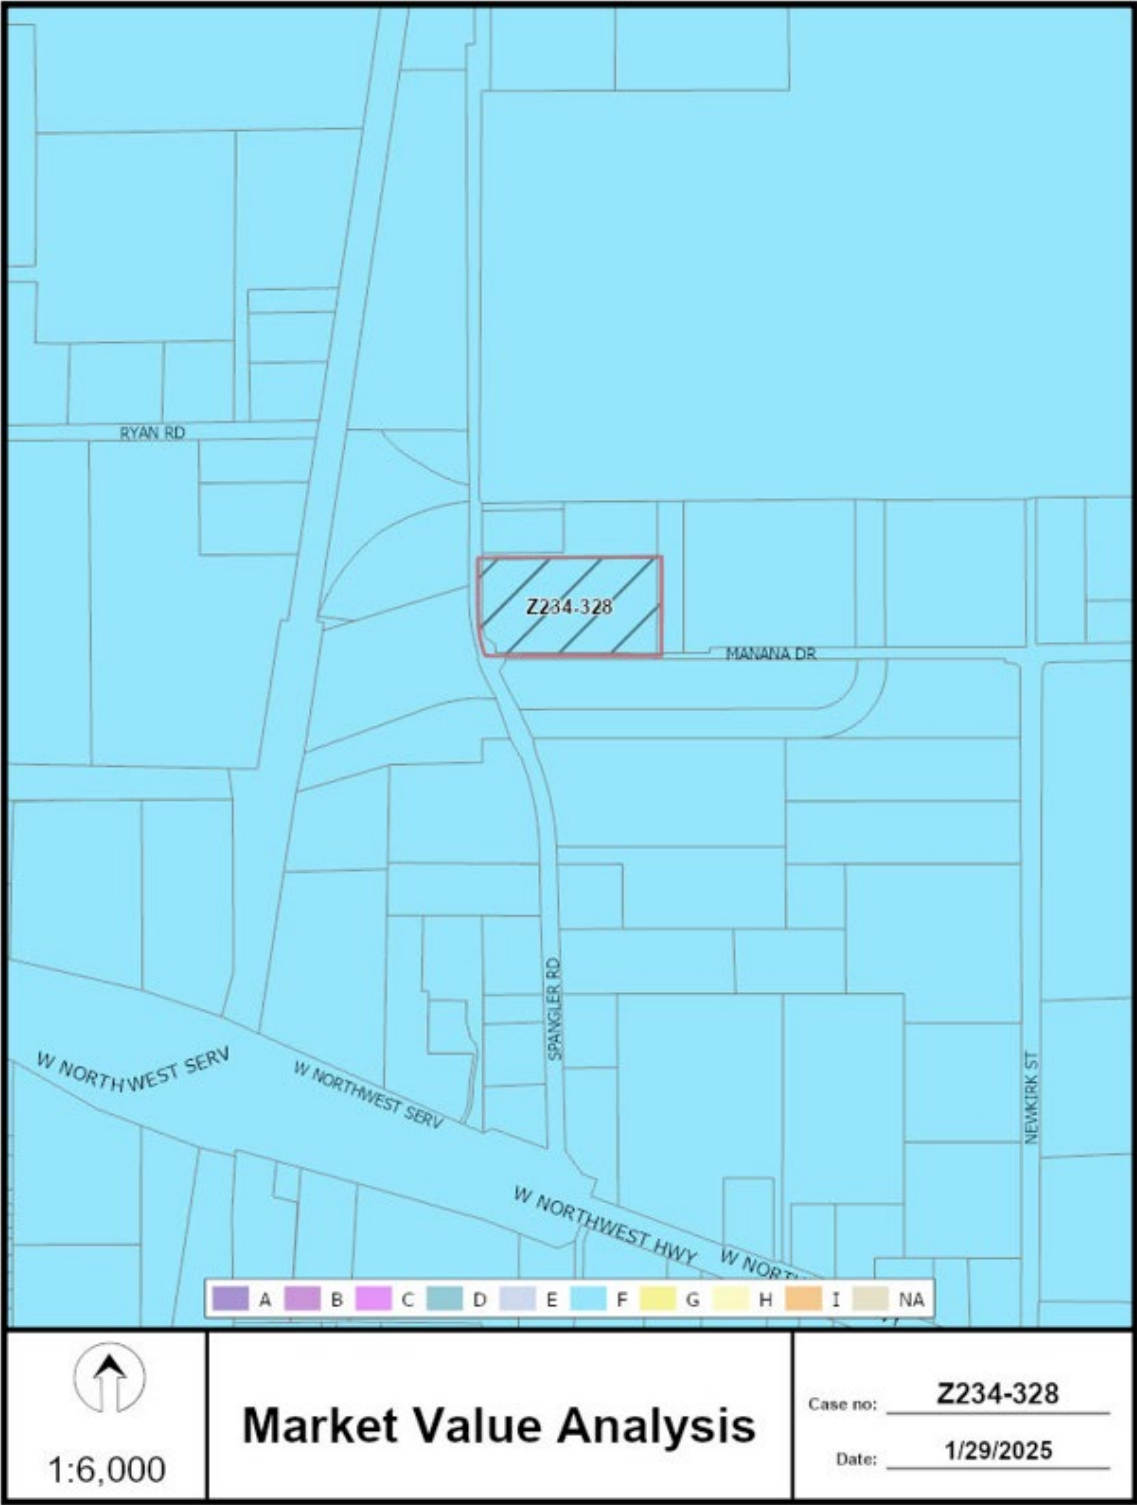 RYAN RD
Z234-328
MANANA DR
SPANGLER RD
W NORTHWEST SERV
W NORTHWEST SERV
NEWKIRK ST
W NORTHWEST HWY
W NORTH
A B C D E F G H I NA
1:6,000
Market Value Analysis
Case no: Z234-328
Date: 1/29/2025